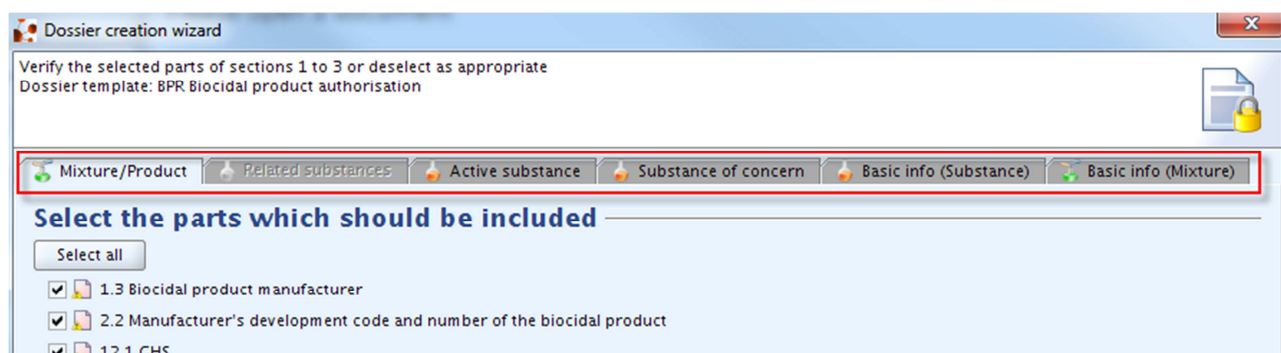 Dossier creation wizard
Verify the selected parts of sections 1 to 3 or deselect as appropriate
Dossier template: BPR Biocidal product authorisation
Mixture/Product Related substances Active substance Substance of concern Basic info (Substance) Basic info (Mixture)
Select the parts which should be included
Select all
1.3 Biocidal product manufacturer
2.2 Manufacturer's development code and number of the biocidal product
12.1 CHS